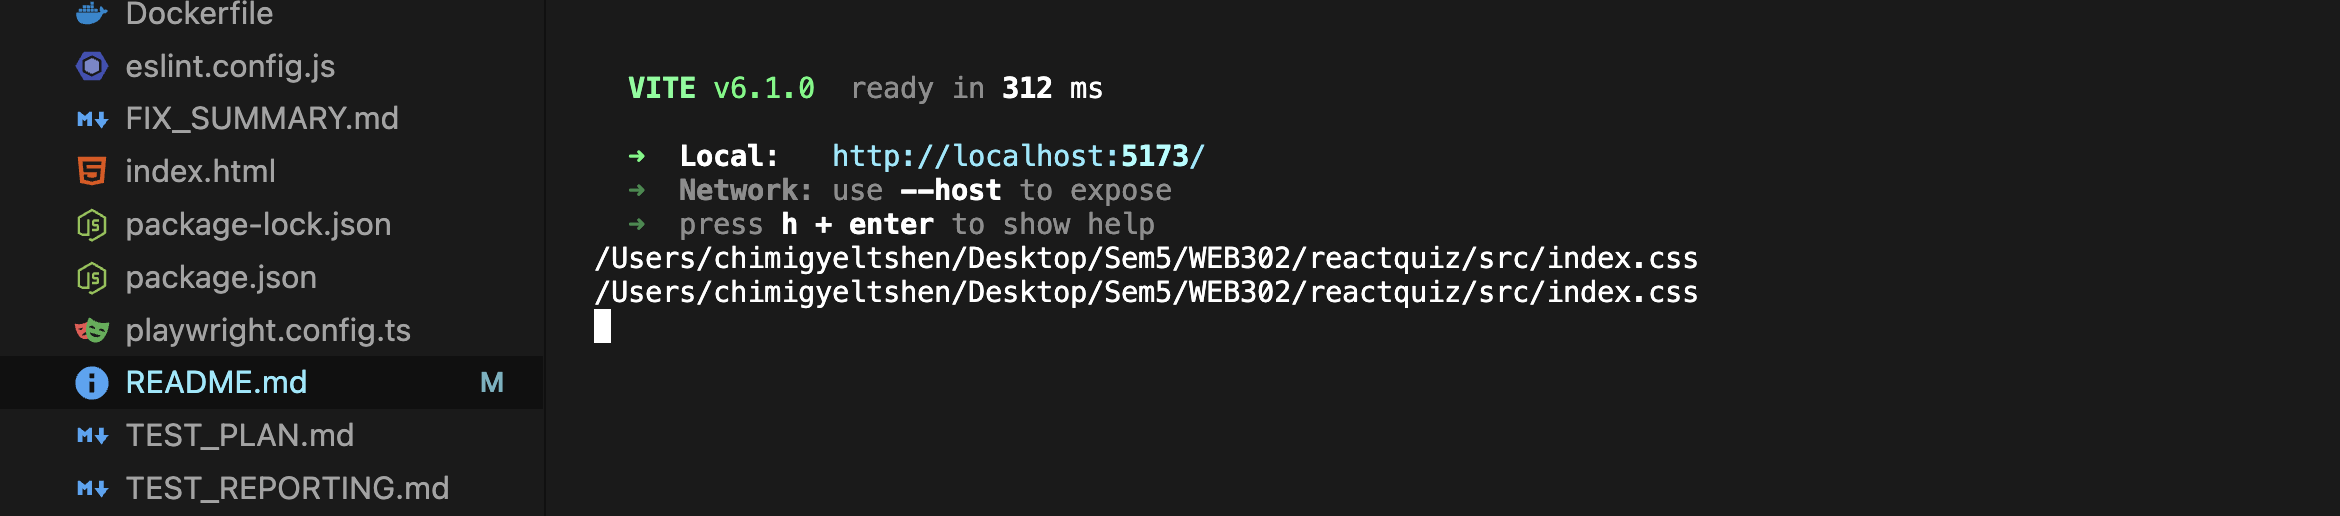 Dockerfile
eslint.config.js
FIX_SUMMARY.md
index.html
package-lock.json
package.json
playwright.config.ts
README.md M
TEST_PLAN.md
TEST_REPORTING.md
VITE v6.1.0 ready in 312 ms
➜ Local: http://localhost:5173/
➜ Network: use --host to expose
➜ press h + enter to show help
/Users/chimigyeltshen/Desktop/Sem5/WEB302/reactquiz/src/index.css
/Users/chimigyeltshen/Desktop/Sem5/WEB302/reactquiz/src/index.css